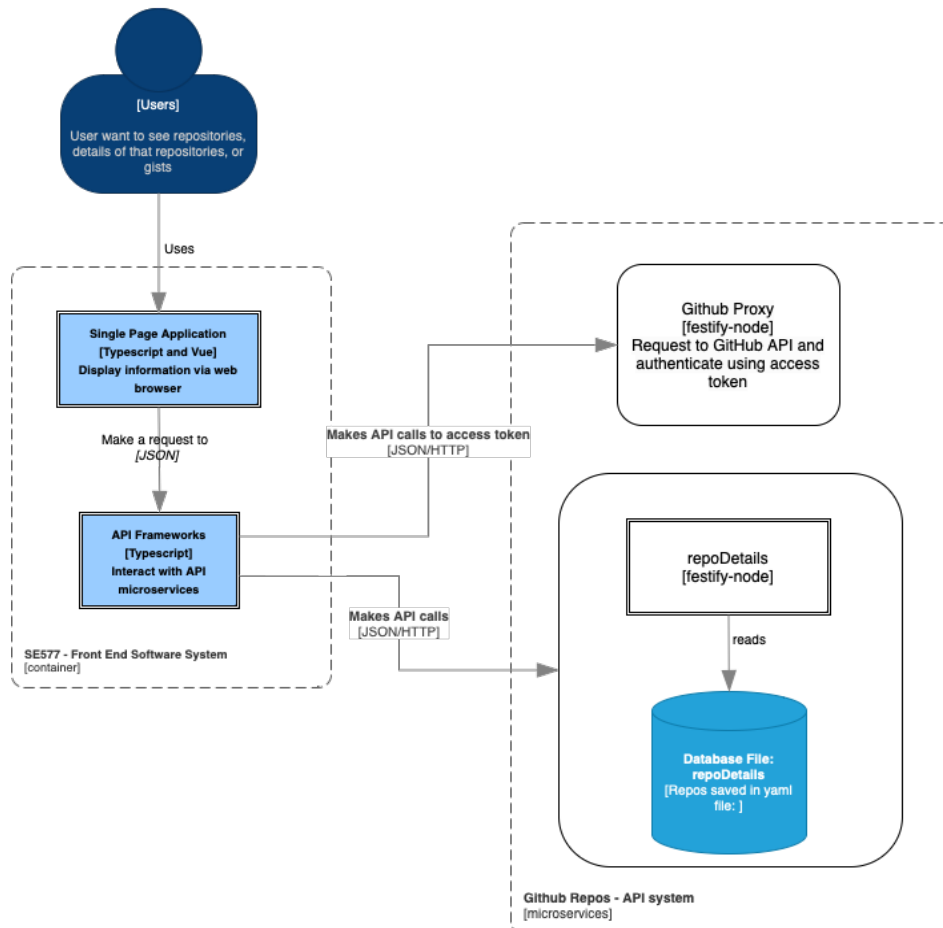 [Users]
User want to see repositories,
details of that repositories, or
gists
Uses
Single Page Application
[Typescript and Vue]
Display information via web
browser
Make a request to
[JSON]
API Frameworks
[Typescript]
Interact with API
microservices
SE577 - Front End Software System
[container]
Makes API calls to access token
[JSON/HTTP]
Makes API calls
[JSON/HTTP]
Github Proxy
[festify-node]
Request to GitHub API and
authenticate using access
token
repoDetails
[festify-node]
reads
Database File:
repoDetails
[Repos saved in yaml
file: ]
Github Repos - API system
[microservices]